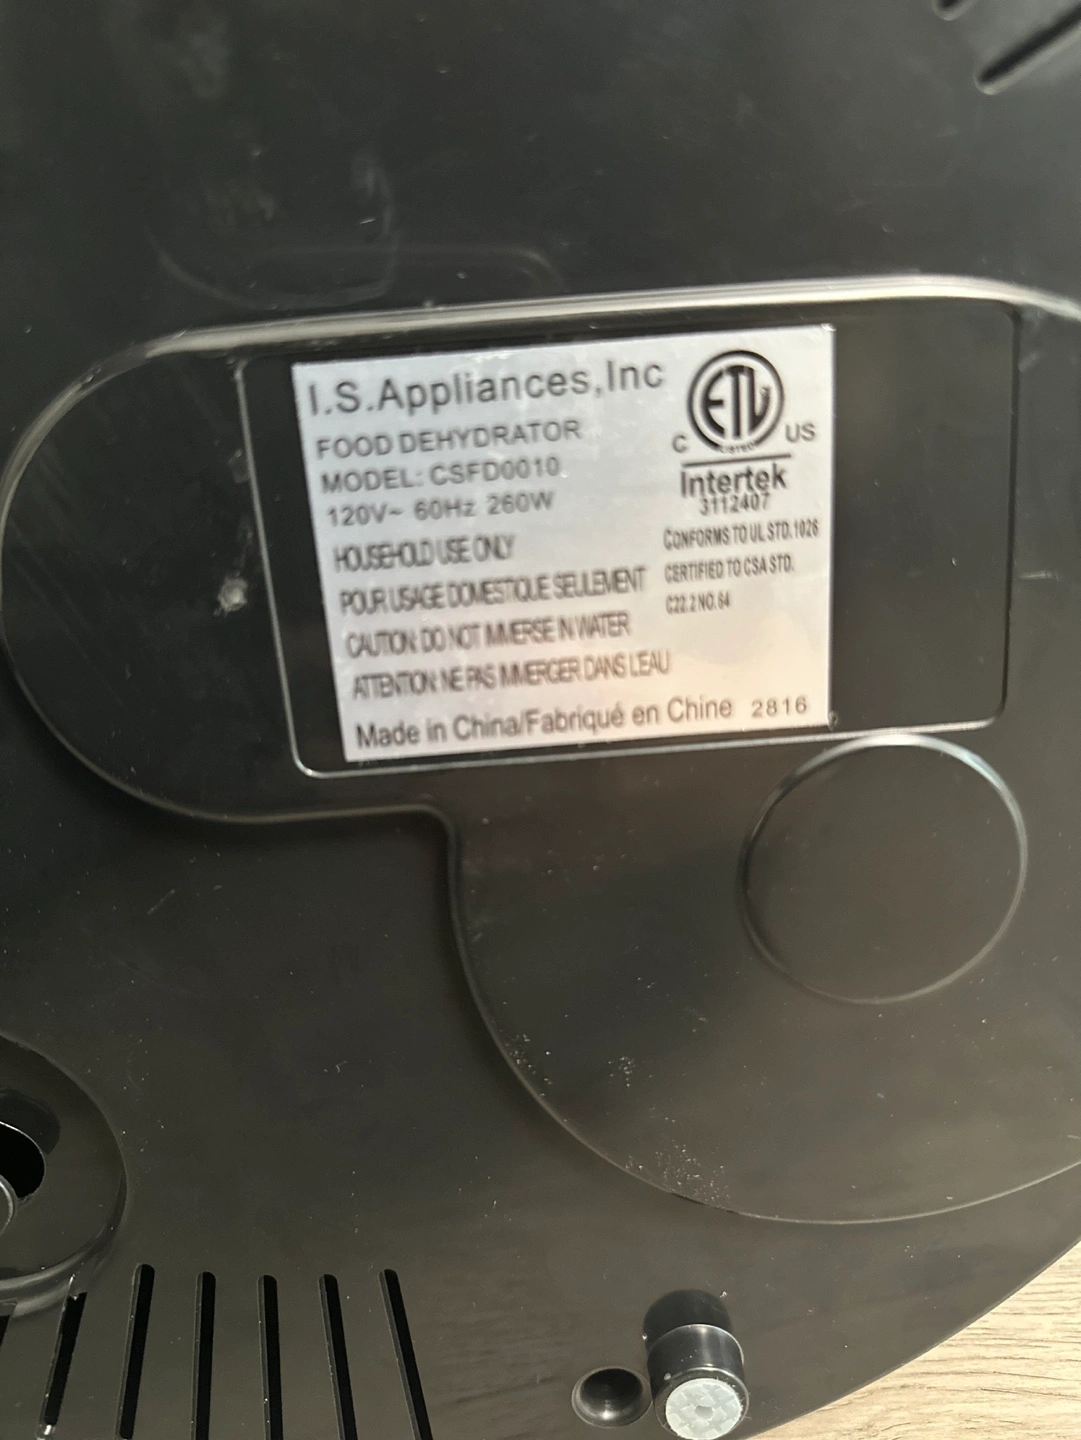 I.S.Appliances,Inc
FOOD DEHYDRATOR
MODEL: CSFD0010
120V~ 60Hz 260W
HOUSEHOLD USE ONLY
POUR USAGE DOMESTIQUE SEULEMENT
CAUTION: DO NOT IMMERSE IN WATER
ATTENTION: NE PAS IMMERGER DANS L'EAU
Made in China/Fabriqué en Chine 2816
ETL
LISTED
C US
Intertek
3112407
CONFORMS TO UL STD.1026
CERTIFIED TO CSA STD.
C22.2 NO.64